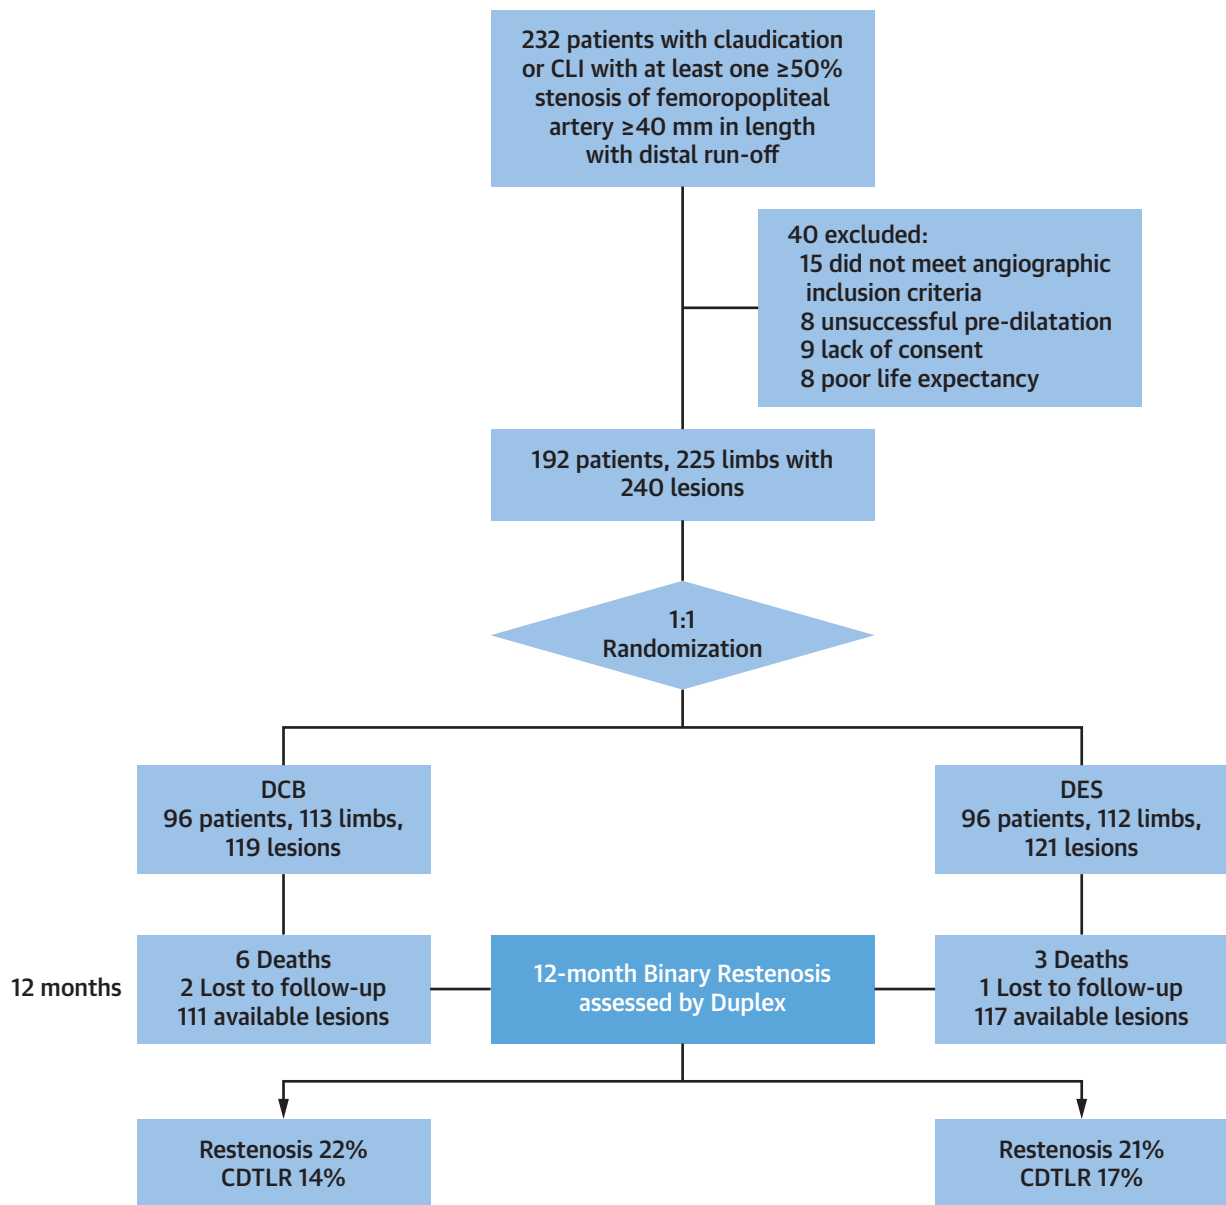 232 patients with claudication
or CLI with at least one ≥50%
stenosis of femoropopliteal
artery ≥40 mm in length
with distal run-off
40 excluded:
15 did not meet angiographic
inclusion criteria
8 unsuccessful pre-dilatation
9 lack of consent
8 poor life expectancy
192 patients, 225 limbs with
240 lesions
1:1
Randomization
DCB
96 patients, 113 limbs,
119 lesions
DES
96 patients, 112 limbs,
121 lesions
12 months
6 Deaths
2 Lost to follow-up
111 available lesions
12-month Binary Restenosis
assessed by Duplex
3 Deaths
1 Lost to follow-up
117 available lesions
Restenosis 22%
CDTLR 14%
Restenosis 21%
CDTLR 17%